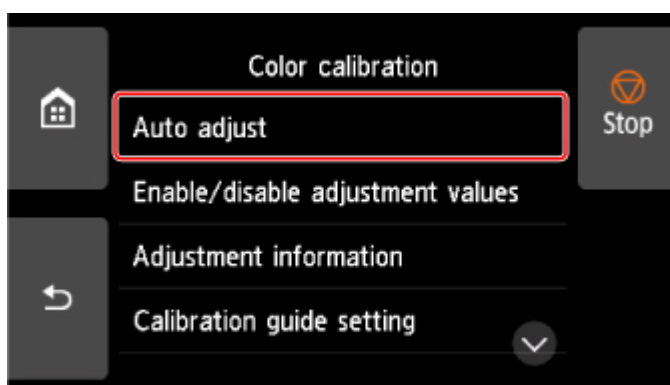 Color calibration
Auto adjust
Stop
Enable/disable adjustment values
Adjustment information
Calibration guide setting